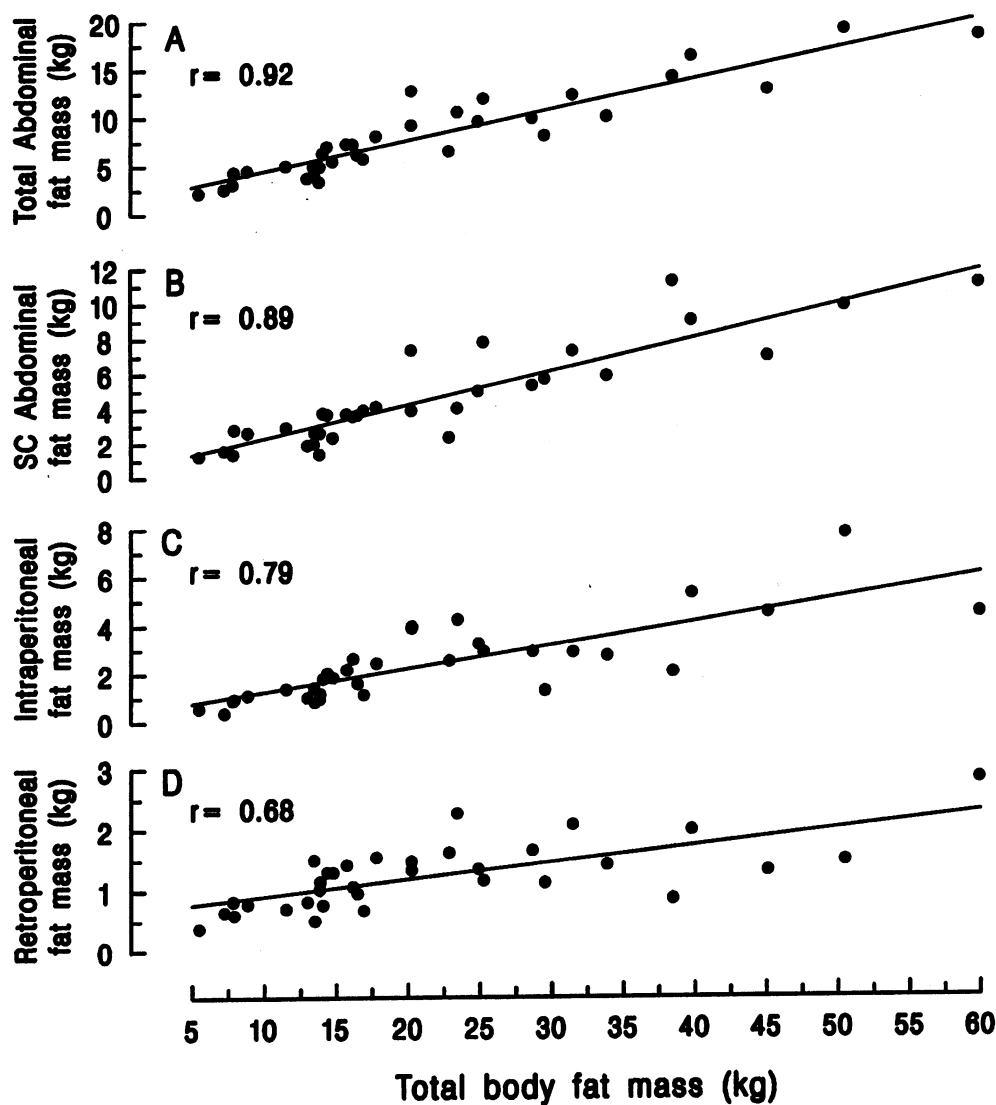 Total Abdominal
fat mass (kg)
20
15
10
5
0
A
r= 0.92
SC Abdominal
fat mass (kg)
12
10
8
6
4
2
0
B
r= 0.89
Intraperitoneal
fat mass (kg)
8
6
4
2
0
C
r= 0.79
Retroperitoneal
fat mass (kg)
3
2
1
0
D
r= 0.68
5 10 15 20 25 30 35 40 45 50 55 60
Total body fat mass (kg)